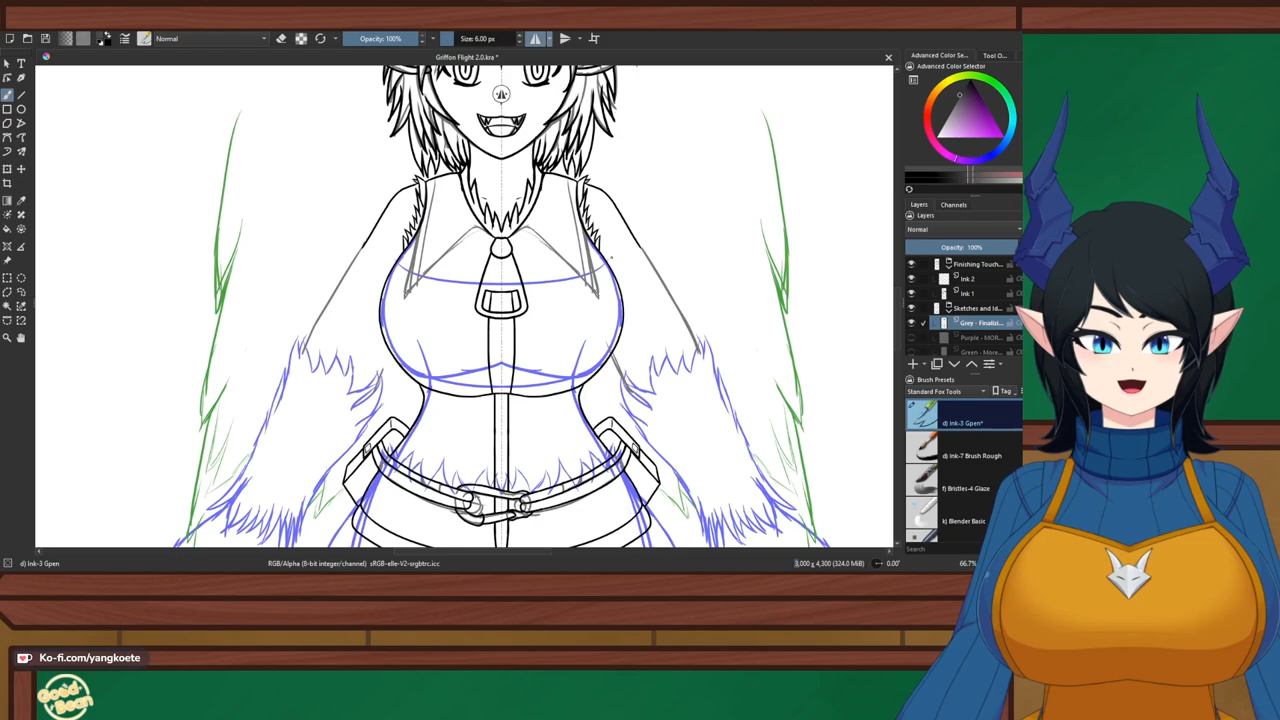 Normal
Opacity: 100%
Size: 6.00 px
Griffon Flight 2.0.kra *
Advanced Color Se...
Tool O...
Advanced Color Selector
Layers
Channels
Layers
Normal
Opacity: 100%
Finishing Touch...
Ink 2
Ink 1
Sketches and Id...
Grey - Finalizi...
Purple - MOR...
Green - More...
Brush Presets
Standard Fox Tools
Tag
d) Ink-3 Gpen*
d) Ink-7 Brush Rough
f) Bristles-4 Glaze
k) Blender Basic
Search
d) Ink-3 Gpen
RGB/Alpha (8-bit integer/channel) sRGB-elle-V2-srgbtrc.icc
3,000 x 4,300 (324.0 MiB)
0.00°
66.7%
Ko-fi.com/yangkoete
Good
Bean